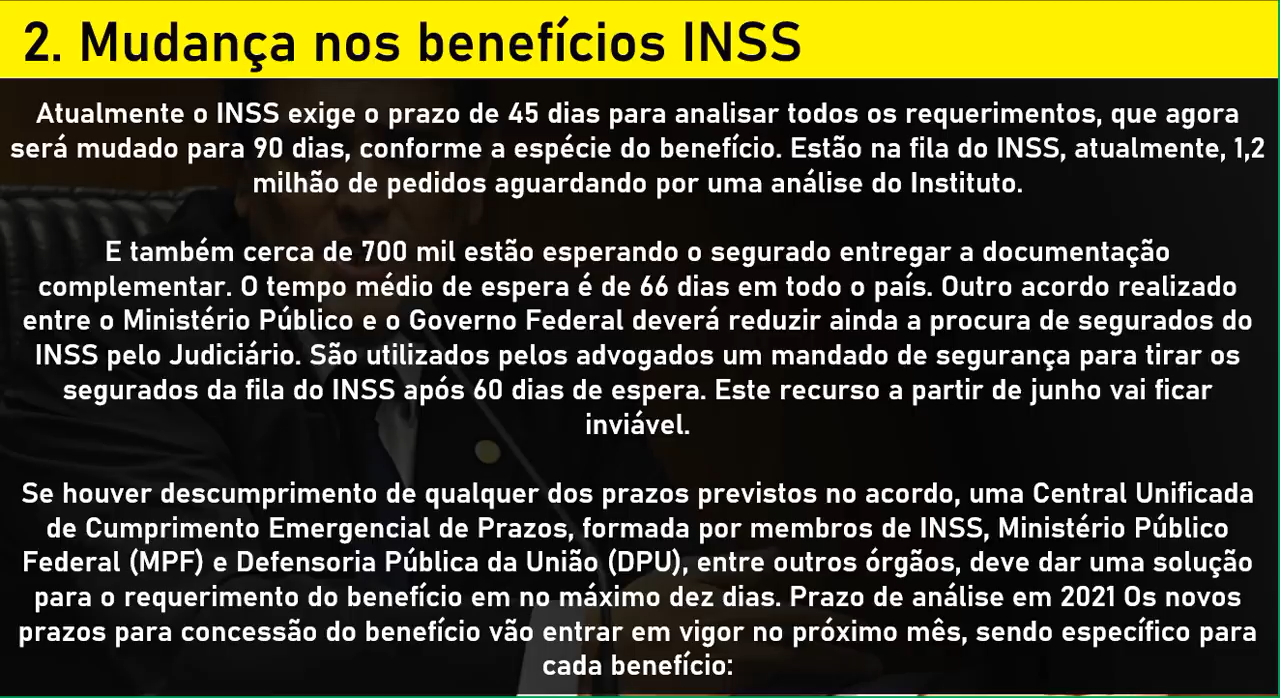 2. Mudança nos benefícios INSS
Atualmente o INSS exige o prazo de 45 dias para analisar todos os requerimentos, que agora
será mudado para 90 dias, conforme a espécie do benefício. Estão na fila do INSS, atualmente, 1,2
milhão de pedidos aguardando por uma análise do Instituto.
E também cerca de 700 mil estão esperando o segurado entregar a documentação
complementar. O tempo médio de espera é de 66 dias em todo o país. Outro acordo realizado
entre o Ministério Público e o Governo Federal deverá reduzir ainda a procura de segurados do
INSS pelo Judiciário. São utilizados pelos advogados um mandado de segurança para tirar os
segurados da fila do INSS após 60 dias de espera. Este recurso a partir de junho vai ficar
inviável.
Se houver descumprimento de qualquer dos prazos previstos no acordo, uma Central Unificada
de Cumprimento Emergencial de Prazos, formada por membros de INSS, Ministério Público
Federal (MPF) e Defensoria Pública da União (DPU), entre outros órgãos, deve dar uma solução
para o requerimento do benefício em no máximo dez dias. Prazo de análise em 2021 Os novos
prazos para concessão do benefício vão entrar em vigor no próximo mês, sendo específico para
cada benefício: